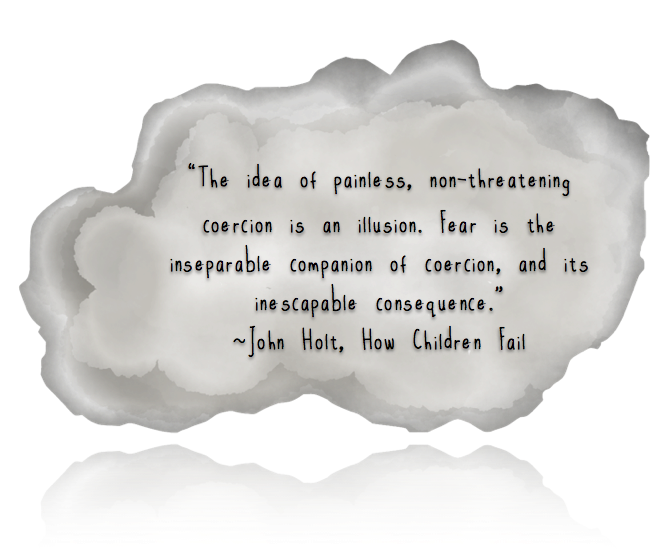 “The idea of painless, non-threatening
coercion is an illusion. Fear is the
inseparable companion of coercion, and its
inescapable consequence.”
~John Holt, How Children Fail